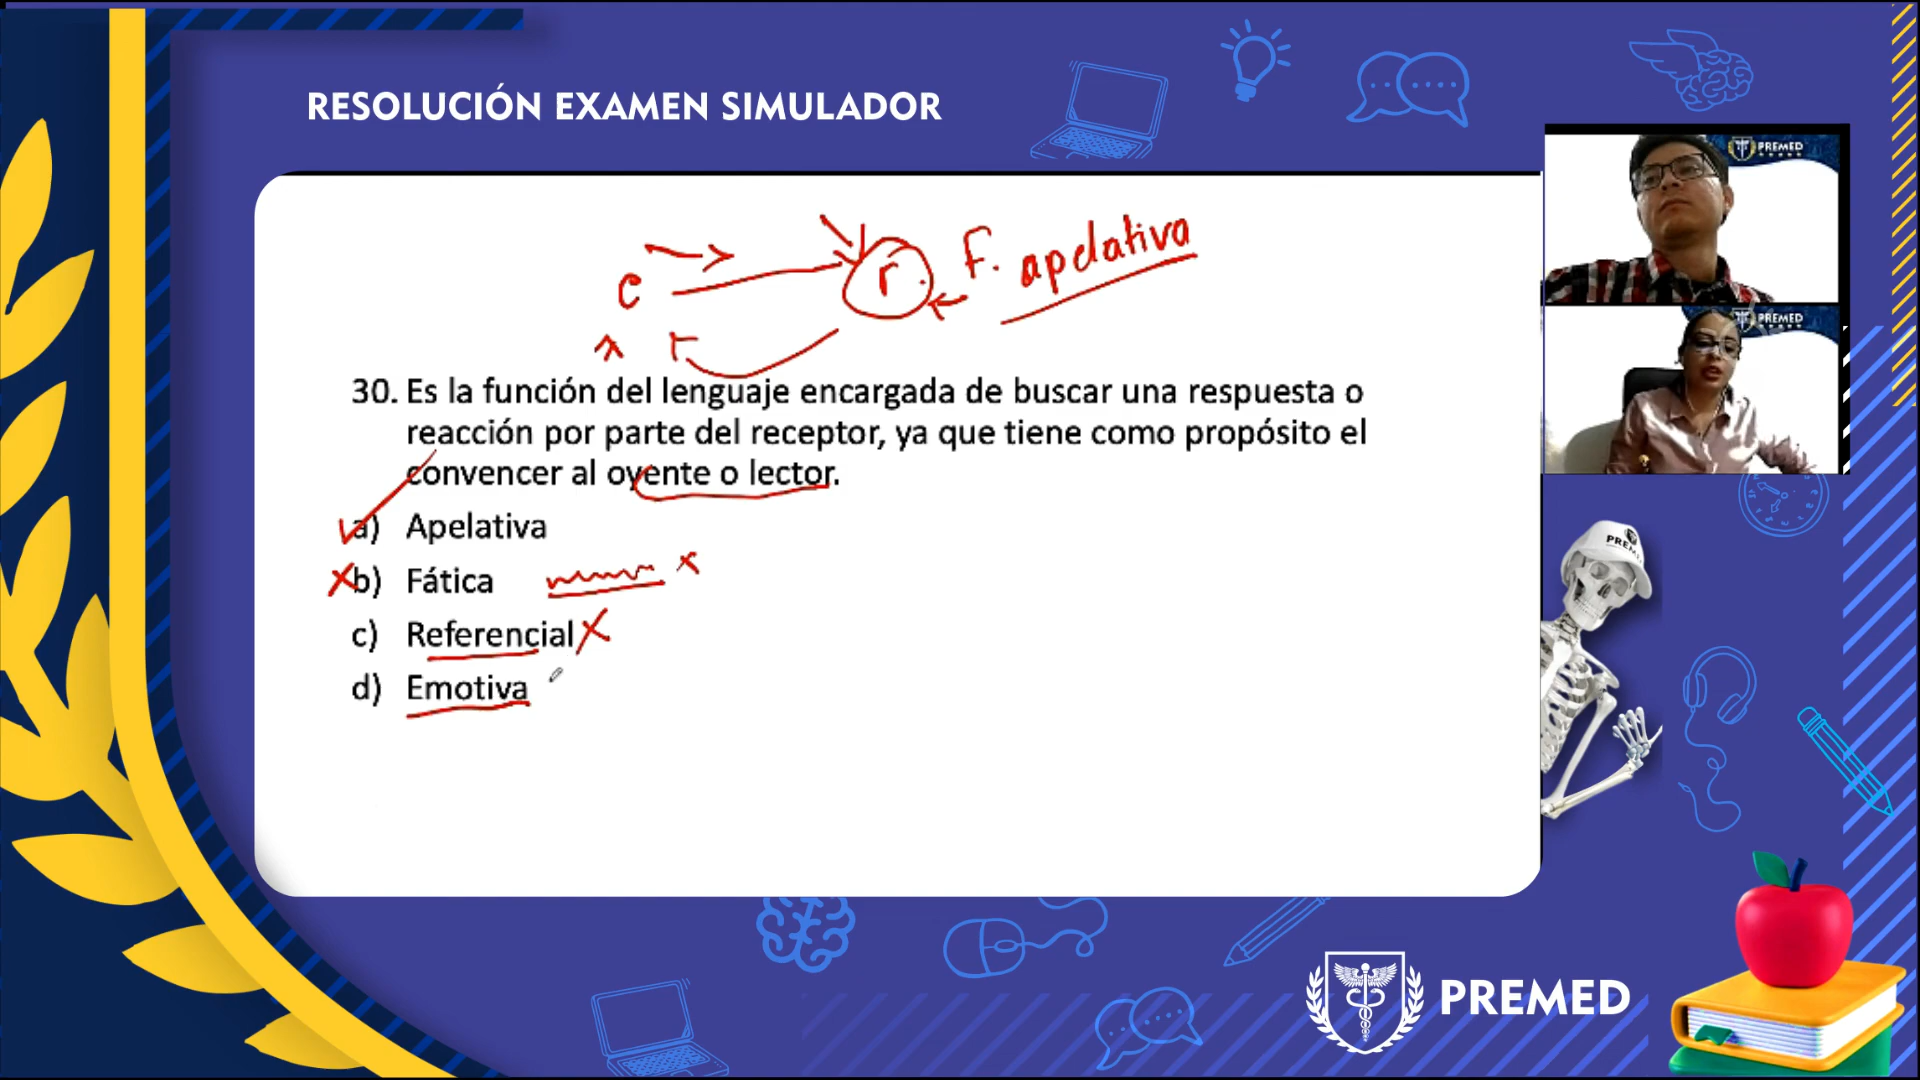 RESOLUCIÓN EXAMEN SIMULADOR
PREMED
e
r
F. apelativa
PREMED
30. Es la función del lenguaje encargada de buscar una respuesta o
reacción por parte del receptor, ya que tiene como propósito el
convencer al oyente o lector.
a) Apelativa
b) Fática
c) Referencial
d) Emotiva
PREMED